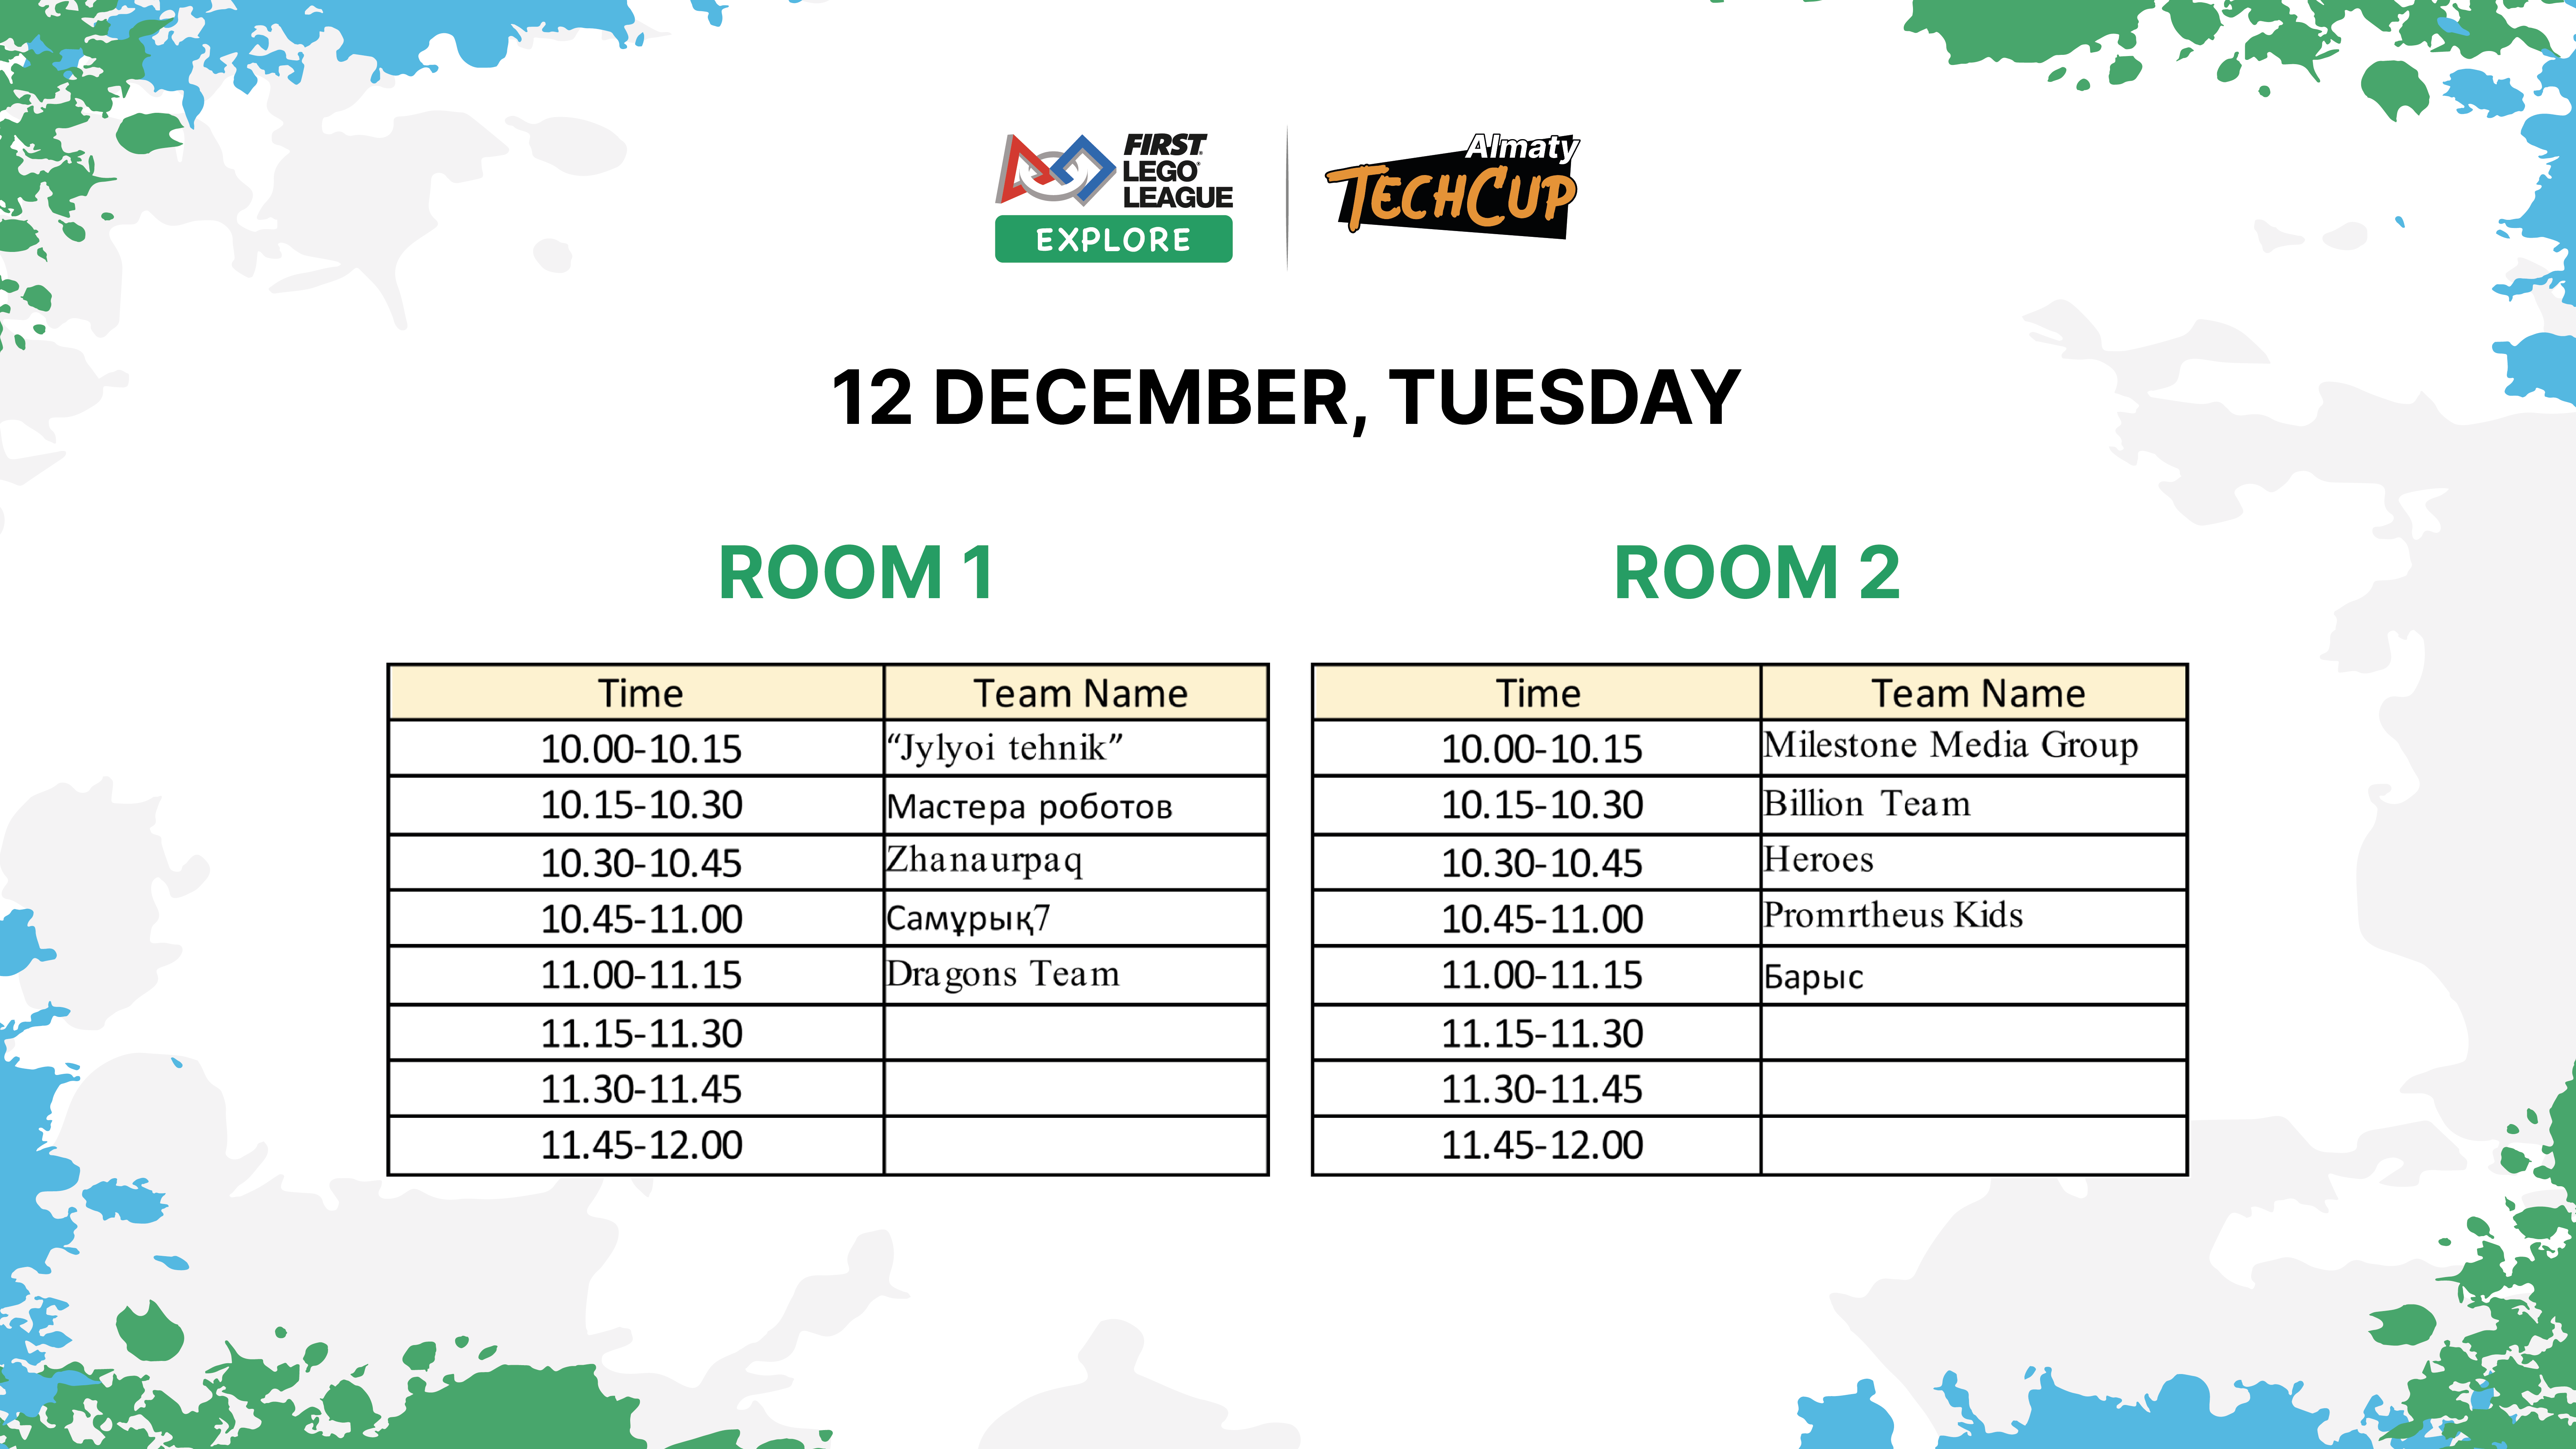 FIRST
LEGO
LEAGUE
EXPLORE
Almaty
TECHCUP
12 DECEMBER, TUESDAY
ROOM 1
Time Team Name
10.00-10.15 “Jylyoi tehnik”
10.15-10.30 Мастера роботов
10.30-10.45 Zhanaurpaq
10.45-11.00 Самұрық7
11.00-11.15 Dragons Team
11.15-11.30
11.30-11.45
11.45-12.00
ROOM 2
Time Team Name
10.00-10.15 Milestone Media Group
10.15-10.30 Billion Team
10.30-10.45 Heroes
10.45-11.00 Promrtheus Kids
11.00-11.15 Барыс
11.15-11.30
11.30-11.45
11.45-12.00